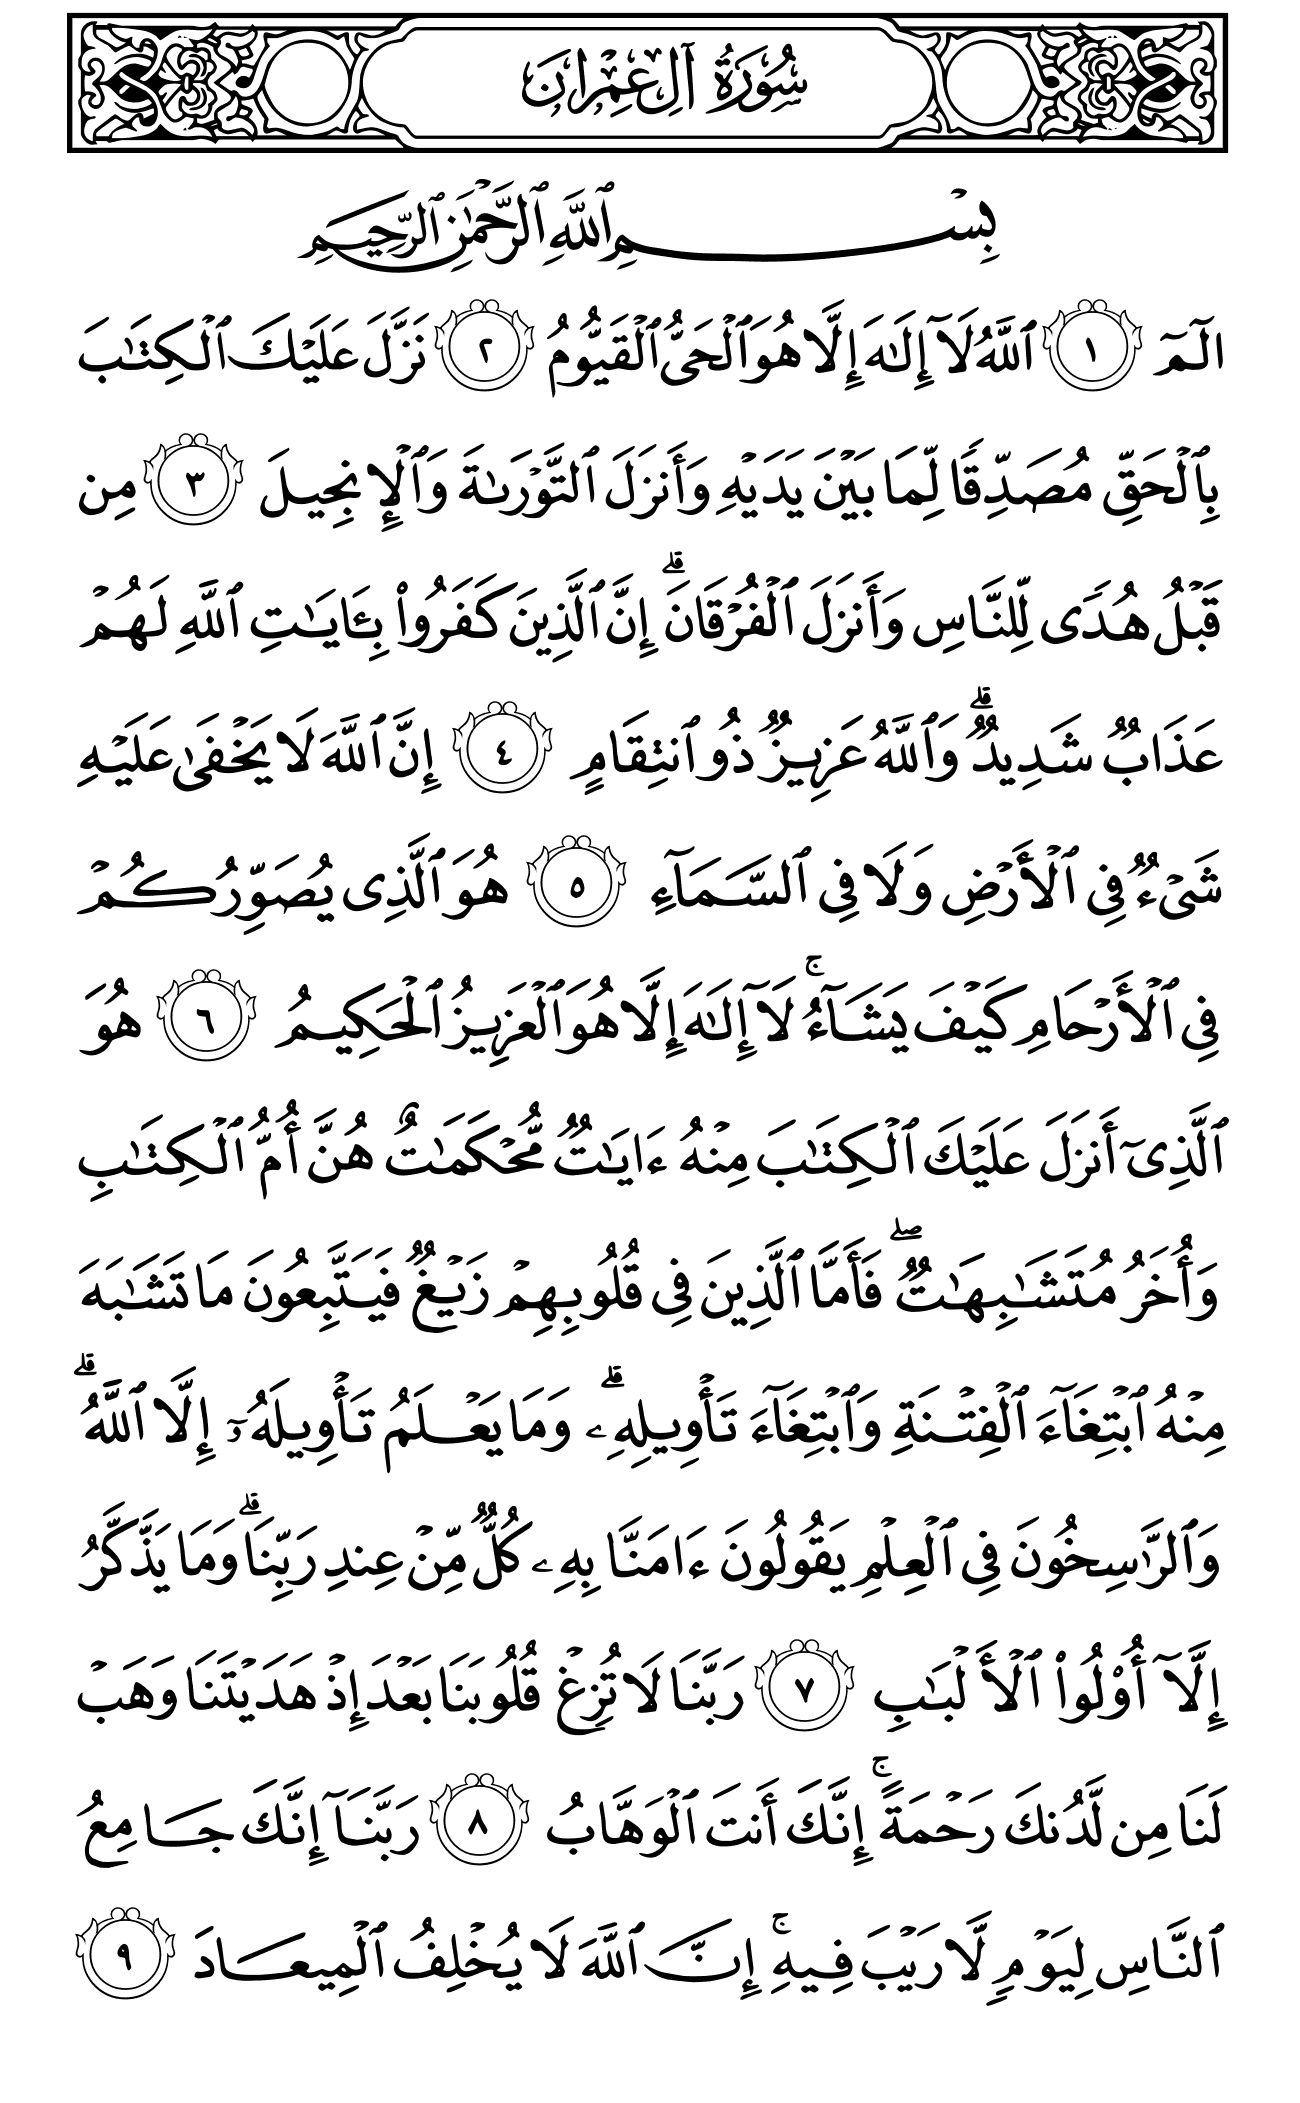 سُورَةُ آلِ عِمْرَانَ
بِسْمِ ٱللَّهِ ٱلرَّحْمَٰنِ ٱلرَّحِيمِ
الٓمٓ ١ ٱللَّهُ لَآ إِلَٰهَ إِلَّا هُوَ ٱلْحَىُّ ٱلْقَيُّومُ ٢ نَزَّلَ عَلَيْكَ ٱلْكِتَٰبَ
بِٱلْحَقِّ مُصَدِّقًا لِّمَا بَيْنَ يَدَيْهِ وَأَنزَلَ ٱلتَّوْرَىٰةَ وَٱلْإِنجِيلَ ٣ مِن
قَبْلُ هُدًى لِّلنَّاسِ وَأَنزَلَ ٱلْفُرْقَانَ ۗ إِنَّ ٱلَّذِينَ كَفَرُوا۟ بِـَٔايَٰتِ ٱللَّهِ لَهُمْ
عَذَابٌ شَدِيدٌ ۗ وَٱللَّهُ عَزِيزٌ ذُو ٱنتِقَامٍ ٤ إِنَّ ٱللَّهَ لَا يَخْفَىٰ عَلَيْهِ
شَىْءٌ فِى ٱلْأَرْضِ وَلَا فِى ٱلسَّمَآءِ ٥ هُوَ ٱلَّذِى يُصَوِّرُكُمْ
فِى ٱلْأَرْحَامِ كَيْفَ يَشَآءُ ۚ لَآ إِلَٰهَ إِلَّا هُوَ ٱلْعَزِيزُ ٱلْحَكِيمُ ٦ هُوَ
ٱلَّذِىٓ أَنزَلَ عَلَيْكَ ٱلْكِتَٰبَ مِنْهُ ءَايَٰتٌ مُّحْكَمَٰتٌ هُنَّ أُمُّ ٱلْكِتَٰبِ
وَأُخَرُ مُتَشَٰبِهَٰتٌ ۖ فَأَمَّا ٱلَّذِينَ فِى قُلُوبِهِمْ زَيْغٌ فَيَتَّبِعُونَ مَا تَشَٰبَهَ
مِنْهُ ٱبْتِغَآءَ ٱلْفِتْنَةِ وَٱبْتِغَآءَ تَأْوِيلِهِۦ ۗ وَمَا يَعْلَمُ تَأْوِيلَهُۥٓ إِلَّا ٱللَّهُ ۗ
وَٱلرَّٰسِخُونَ فِى ٱلْعِلْمِ يَقُولُونَ ءَامَنَّا بِهِۦ كُلٌّ مِّنْ عِندِ رَبِّنَا ۗ وَمَا يَذَّكَّرُ
إِلَّآ أُو۟لُوا۟ ٱلْأَلْبَٰبِ ٧ رَبَّنَا لَا تُزِغْ قُلُوبَنَا بَعْدَ إِذْ هَدَيْتَنَا وَهَبْ
لَنَا مِن لَّدُنكَ رَحْمَةً ۚ إِنَّكَ أَنتَ ٱلْوَهَّابُ ٨ رَبَّنَآ إِنَّكَ جَامِعُ
ٱلنَّاسِ لِيَوْمٍ لَّا رَيْبَ فِيهِ ۚ إِنَّ ٱللَّهَ لَا يُخْلِفُ ٱلْمِيعَادَ ٩